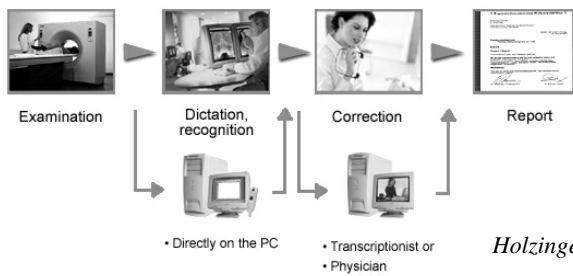 Examination
Dictation,
recognition
Correction
Report
• Directly on the PC
• Transcriptionist or
• Physician